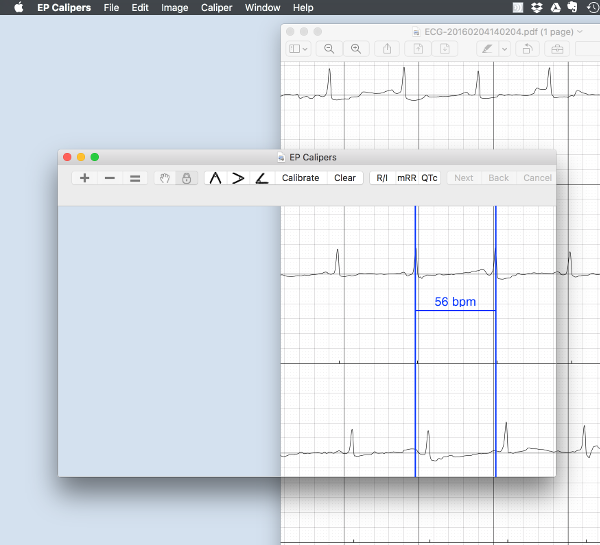 EP Calipers File Edit Image Caliper Window Help
ECG-20160204140204.pdf (1 page)
EP Calipers
Calibrate Clear R/I mRR QTc Next Back Cancel
56 bpm